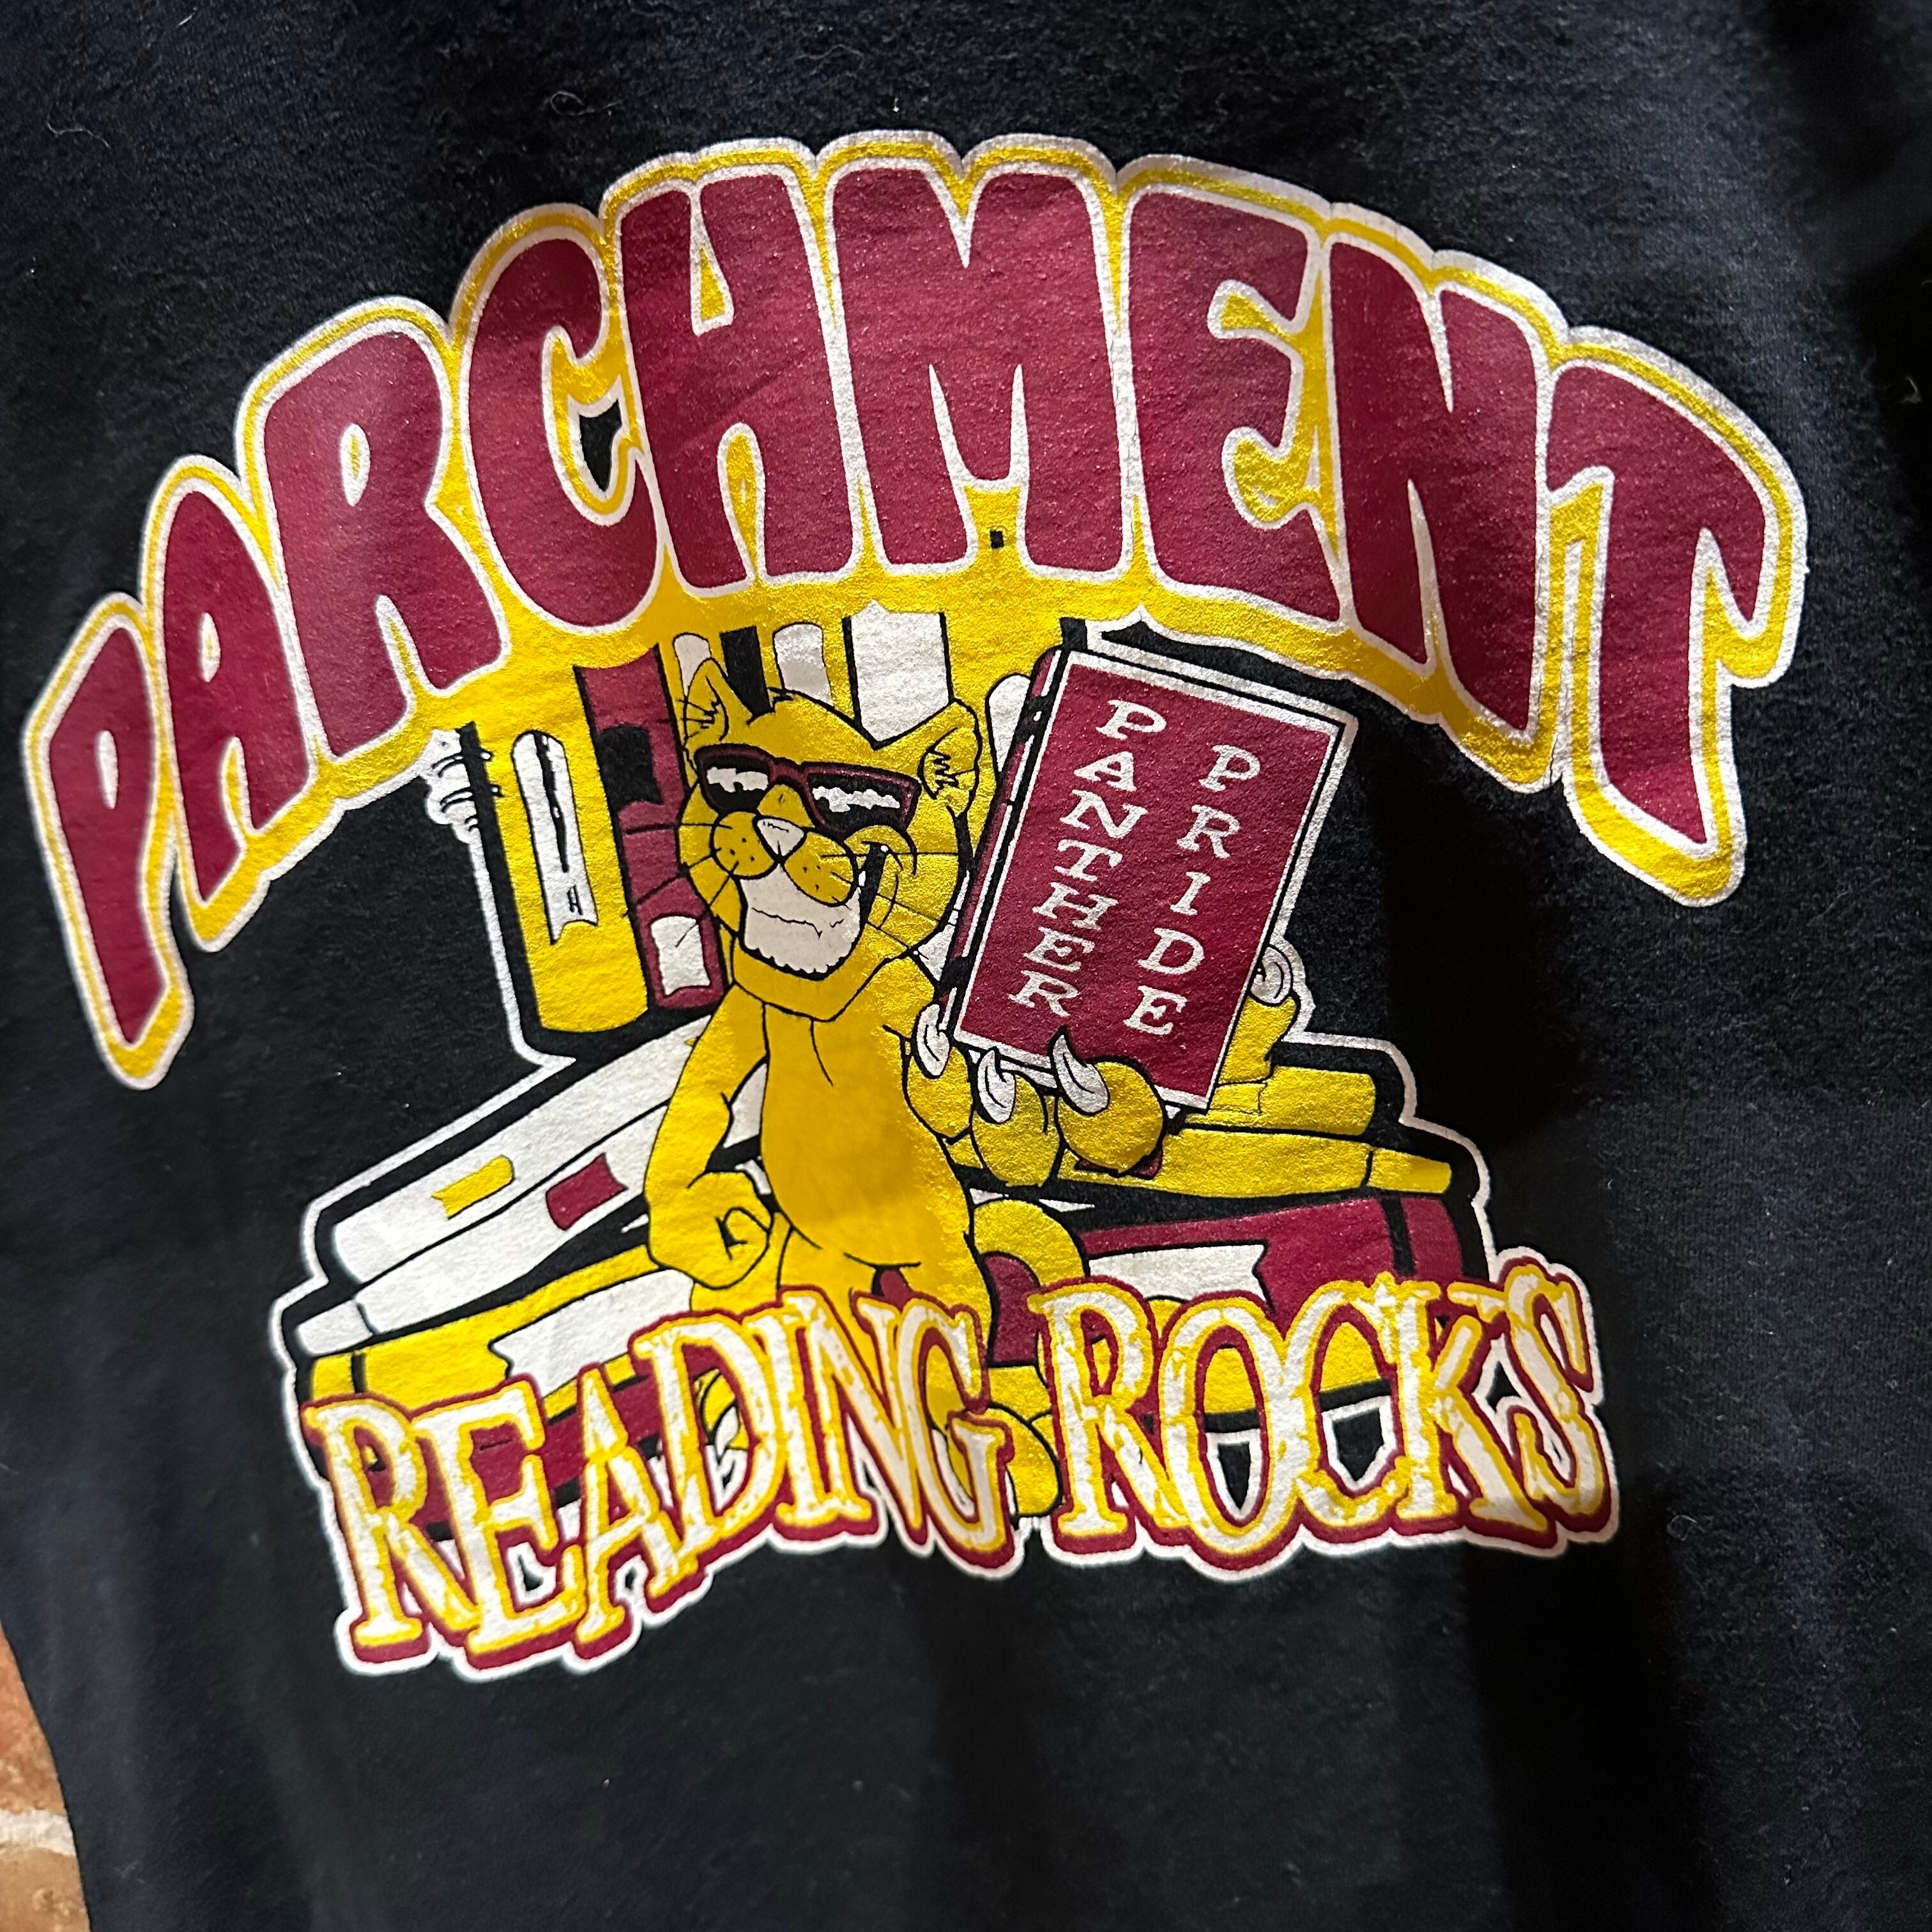 PARCHMENT
PANTHER
PRIDE
READING ROCKS